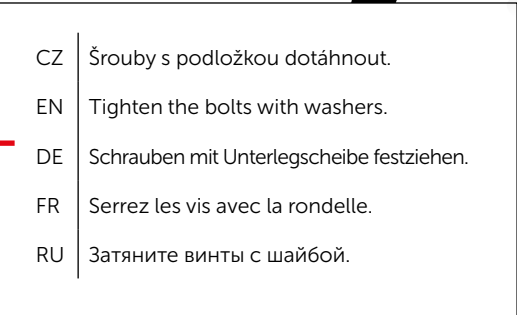 CZ Šrouby s podložkou dotáhnout.
EN Tighten the bolts with washers.
DE Schrauben mit Unterlegscheibe festziehen.
FR Serrez les vis avec la rondelle.
RU Затяните винты с шайбой.